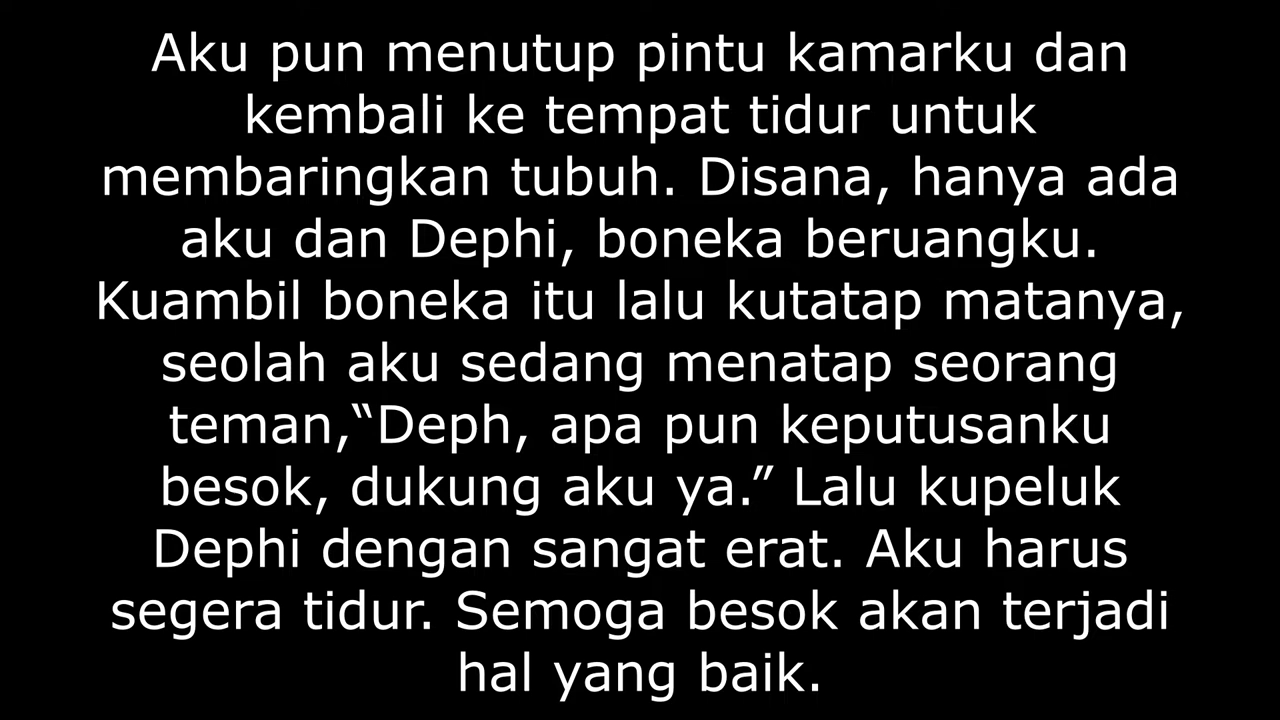 Aku pun menutup pintu kamarku dan
kembali ke tempat tidur untuk
membaringkan tubuh. Disana, hanya ada
aku dan Dephi, boneka beruangku.
Kuambil boneka itu lalu kutatap matanya,
seolah aku sedang menatap seorang
teman,“Deph, apa pun keputusanku
besok, dukung aku ya.” Lalu kupeluk
Dephi dengan sangat erat. Aku harus
segera tidur. Semoga besok akan terjadi
hal yang baik.